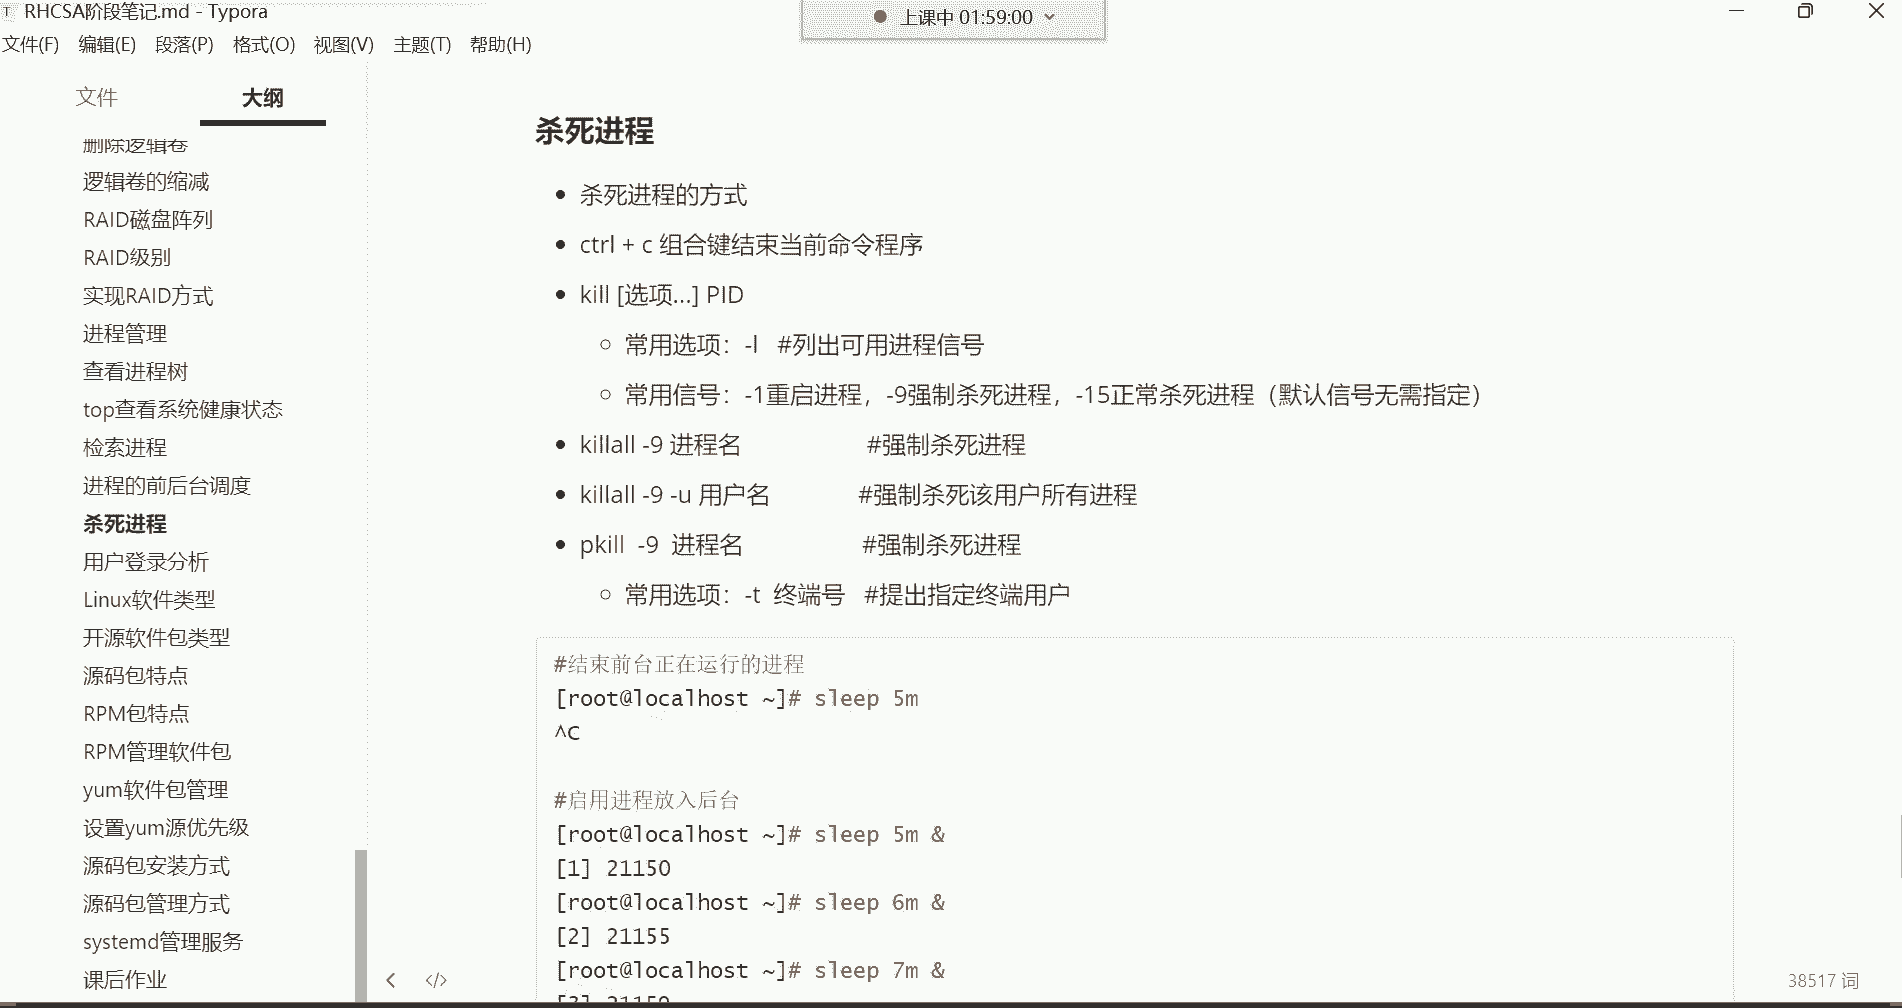 RHCSA阶段笔记.md - Typora
上课中 01:59:00
文件(F) 编辑(E) 段落(P) 格式(O) 视图(V) 主题(T) 帮助(H)
文件 大纲
删除逻辑卷
逻辑卷的缩减
RAID磁盘阵列
RAID级别
实现RAID方式
进程管理
查看进程树
top查看系统健康状态
检索进程
进程的前后台调度
杀死进程
用户登录分析
Linux软件类型
开源软件包类型
源码包特点
RPM包特点
RPM管理软件包
yum软件包管理
设置yum源优先级
源码包安装方式
源码包管理方式
systemd管理服务
课后作业
杀死进程
杀死进程的方式
ctrl + c 组合键结束当前命令程序
kill [选项...] PID
常用选项：-l #列出可用进程信号
常用信号：-1重启进程，-9强制杀死进程，-15正常杀死进程（默认信号无需指定）
killall -9 进程名 #强制杀死进程
killall -9 -u 用户名 #强制杀死该用户所有进程
pkill -9 进程名 #强制杀死进程
常用选项：-t 终端号 #提出指定终端用户
#结束前台正在运行的进程
[root@localhost ~]# sleep 5m
^C
#启用进程放入后台
[root@localhost ~]# sleep 5m &
[1] 21150
[root@localhost ~]# sleep 6m &
[2] 21155
[root@localhost ~]# sleep 7m &
[3] 21159
38517 词